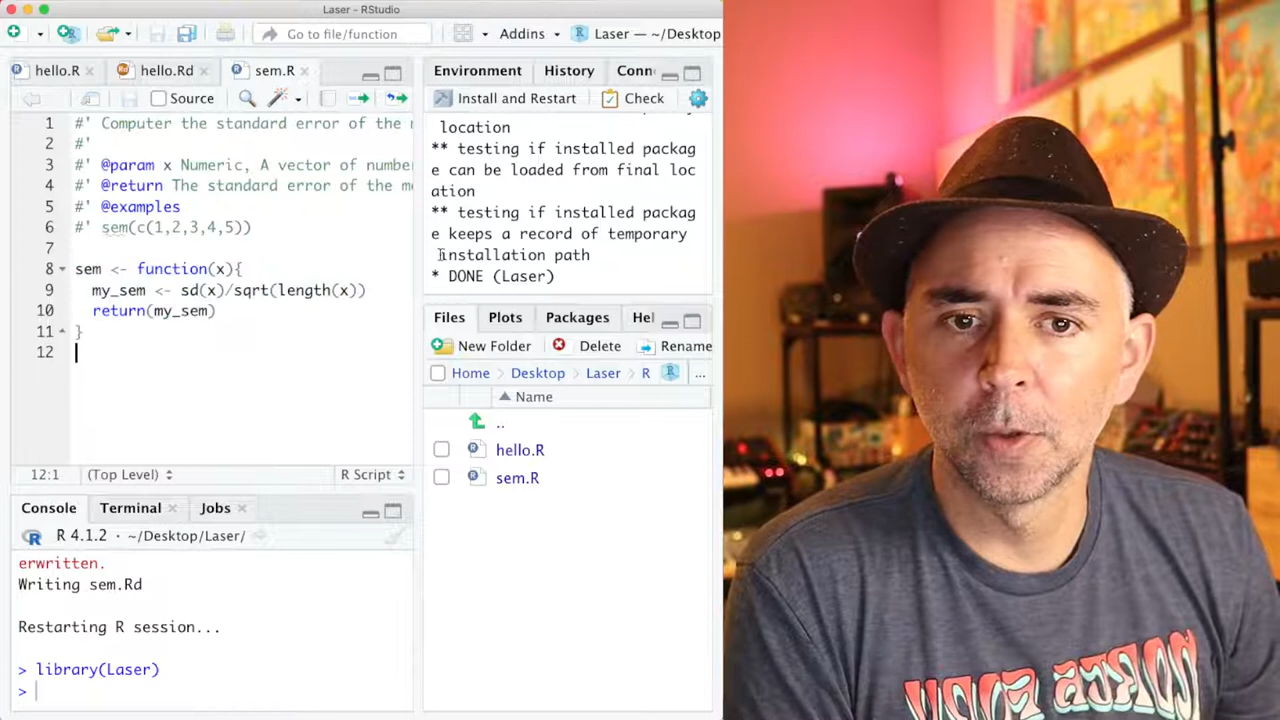 Laser - RStudio
Go to file/function
Addins
Laser — ~/Desktop
hello.R
hello.Rd
sem.R
Source
1 #' Computer the standard error of the
2 #'
3 #' @param x Numeric, A vector of number
4 #' @return The standard error of the
5 #' @examples
6 #' sem(c(1,2,3,4,5))
7
8 sem <- function(x){
9 my_sem <- sd(x)/sqrt(length(x))
10 return(my_sem)
11 }
12
12:1 (Top Level) R Script
Console Terminal Jobs
R 4.1.2 · ~/Desktop/Laser/
erwritten.
Writing sem.Rd
Restarting R session...
> library(Laser)
>
Environment History Conn
Install and Restart Check
location
** testing if installed packag
e can be loaded from final loc
ation
** testing if installed packag
e keeps a record of temporary
installation path
* DONE (Laser)
Files Plots Packages Hel
New Folder Delete Rename
Home Desktop Laser R ...
Name
..
hello.R
sem.R